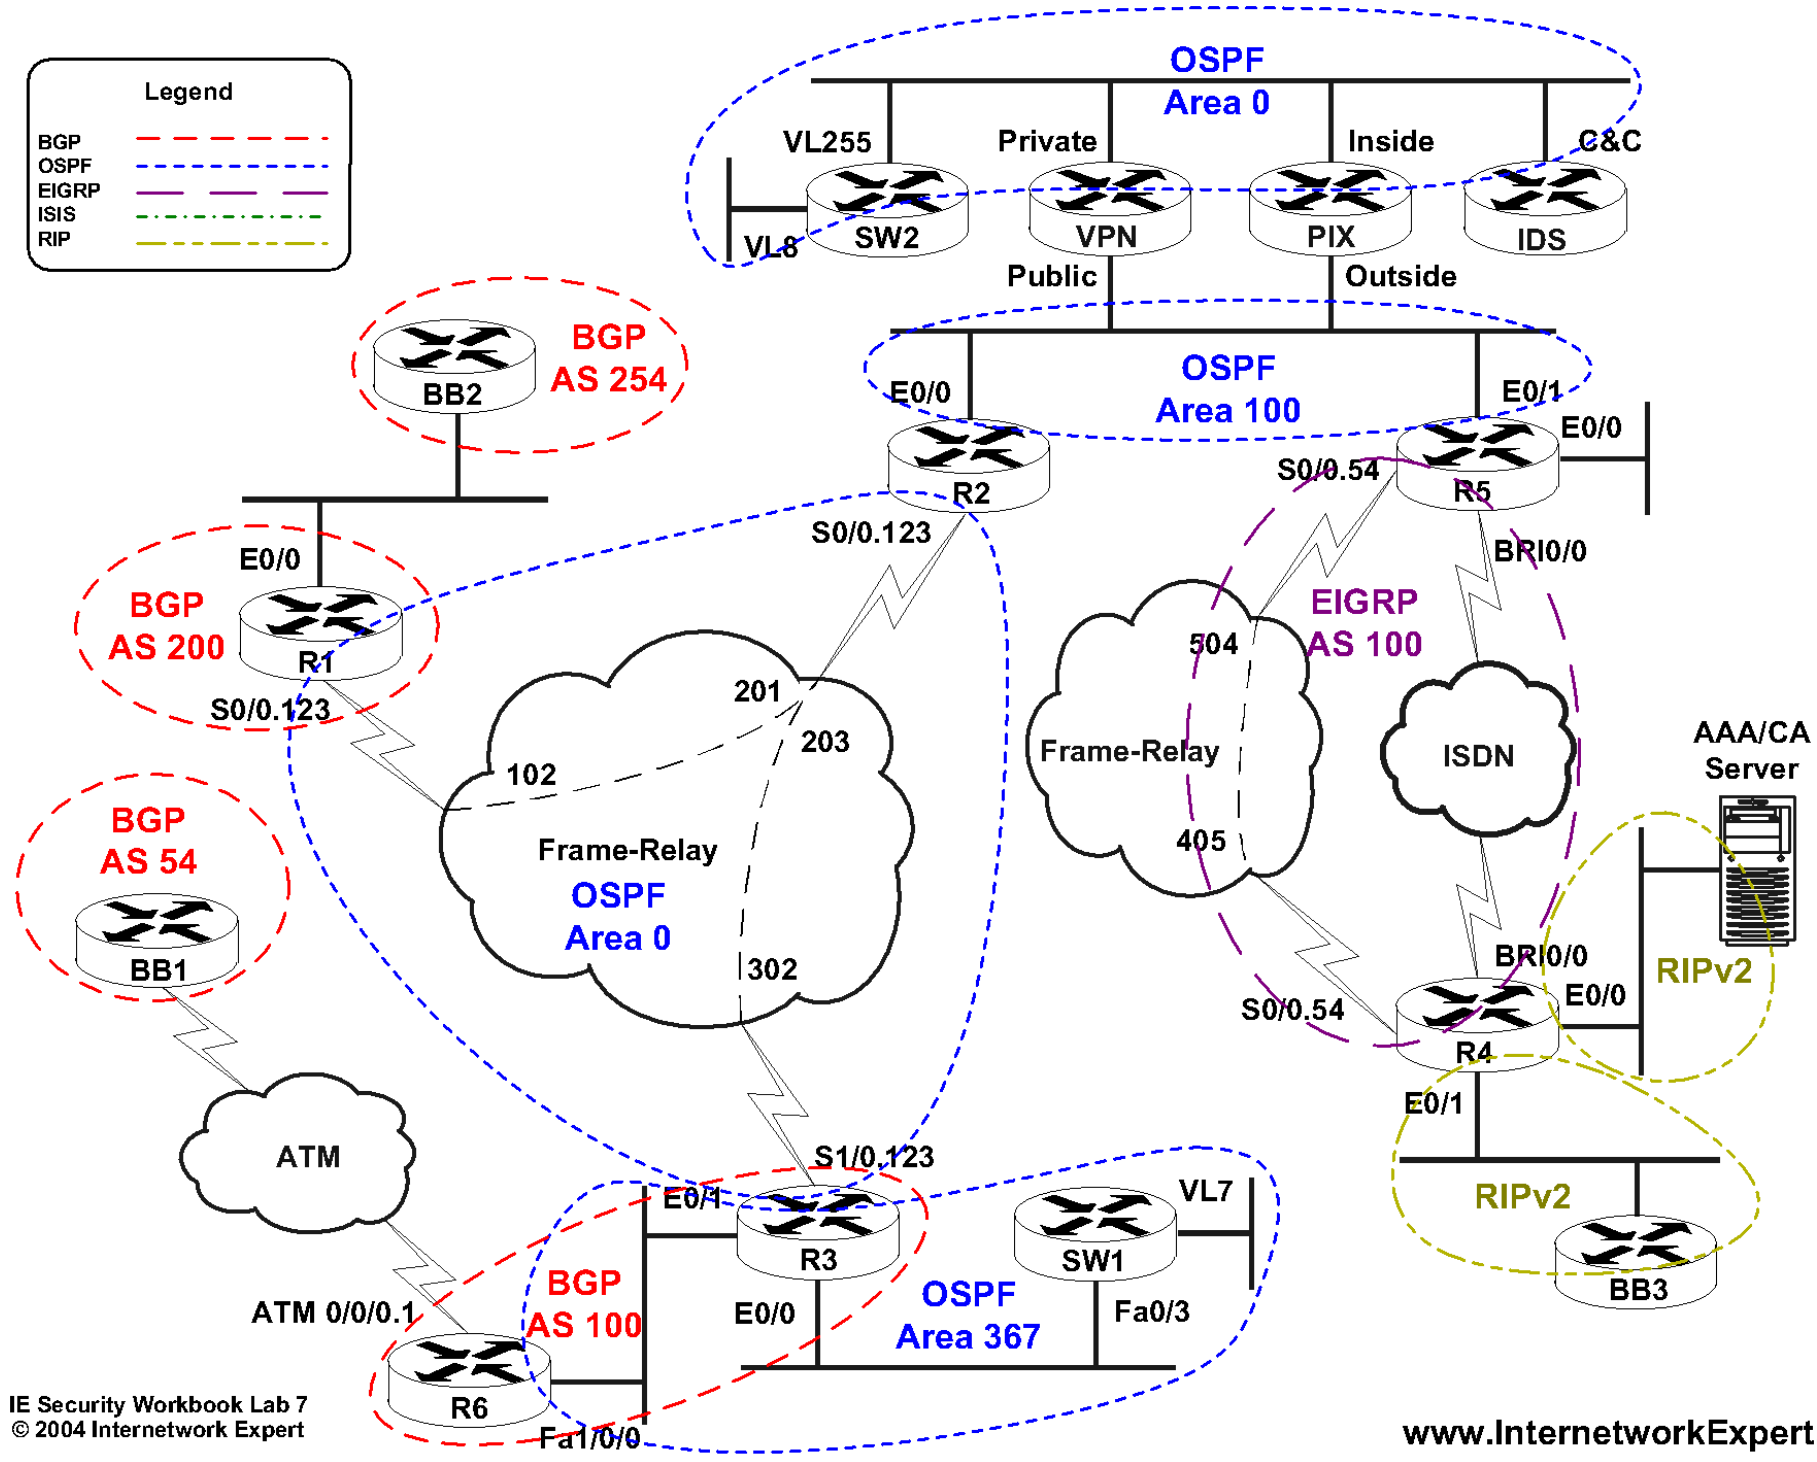 Legend
BGP
OSPF
EIGRP
ISIS
RIP
OSPF
Area 0
VL255
Private
Inside
C&C
VL8
SW2
VPN
PIX
IDS
Public
Outside
BB2
BGP
AS 254
OSPF
Area 100
E0/0
E0/1
E0/0
R2
S0/0.54
R5
S0/0.123
BRI0/0
E0/0
BGP
AS 200
R1
S0/0.123
EIGRP
AS 100
504
201
203
102
Frame-Relay
405
ISDN
AAA/CA
Server
BGP
AS 54
BB1
Frame-Relay
OSPF
Area 0
302
BRI0/0
E0/0
RIPv2
S0/0.54
R4
E0/1
ATM
S1/0.123
E0/1
R3
SW1
VL7
RIPv2
BB3
BGP
AS 100
E0/0
OSPF
Area 367
Fa0/3
ATM 0/0/0.1
R6
Fa1/0/0
IE Security Workbook Lab 7
© 2004 Internetwork Expert
www.InternetworkExpert